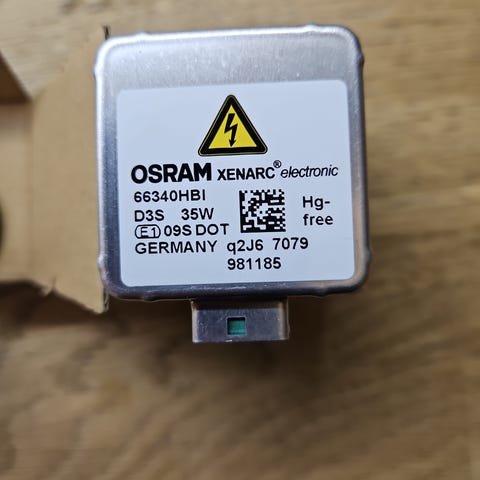 OSRAM XENARC® electronic
66340HBI
D3S 35W
Hg-
free
E1 09S DOT
GERMANY q2J6 7079
981185